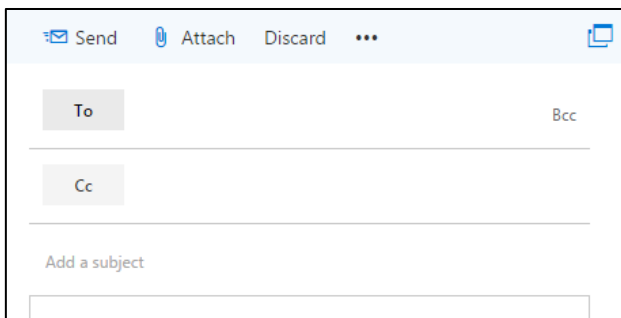 Send Attach Discard •••
To Bcc
Cc
Add a subject